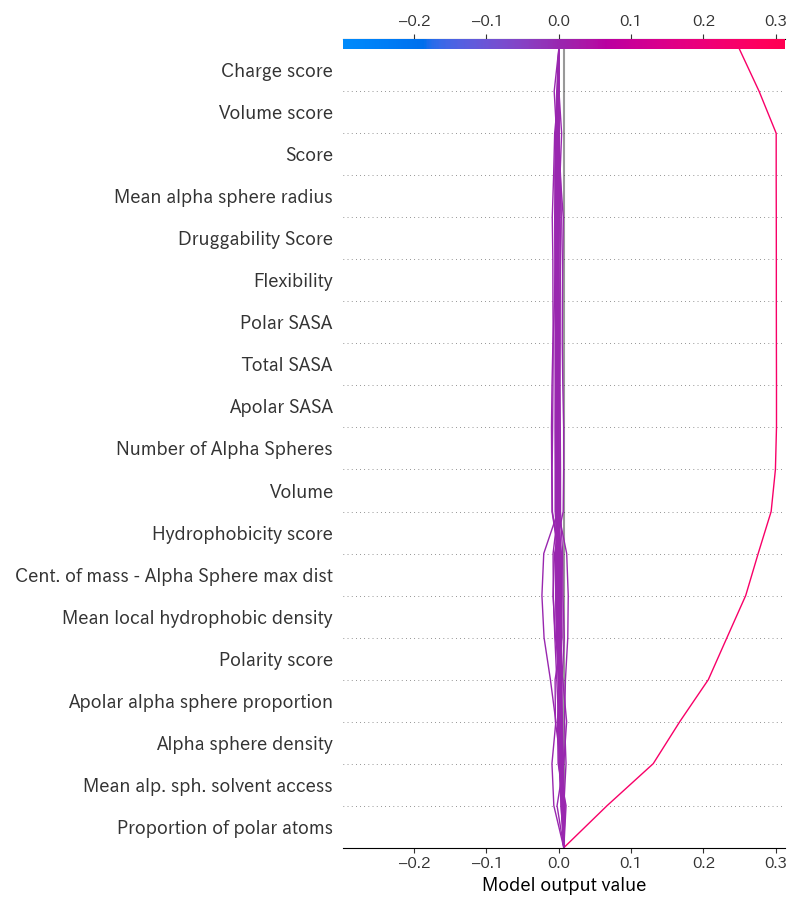 −0.2 −0.1 0.0 0.1 0.2 0.3
Charge score
Volume score
Score
Mean alpha sphere radius
Druggability Score
Flexibility
Polar SASA
Total SASA
Apolar SASA
Number of Alpha Spheres
Volume
Hydrophobicity score
Cent. of mass - Alpha Sphere max dist
Mean local hydrophobic density
Polarity score
Apolar alpha sphere proportion
Alpha sphere density
Mean alp. sph. solvent access
Proportion of polar atoms
−0.2 −0.1 0.0 0.1 0.2 0.3
Model output value